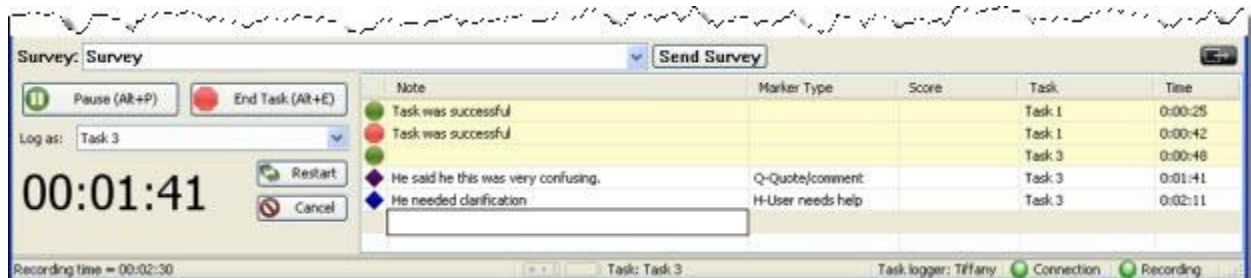 Survey: Survey Send Survey
Pause (Alt+P) End Task (Alt+E)
Log as: Task 3
00:01:41
Restart
Cancel
Note Marker Type Score Task Time
Task was successful Task 1 0:00:25
Task was successful Task 1 0:00:42
Task 3 0:00:48
He said he this was very confusing. Q-Quote/comment Task 3 0:01:41
He needed clarification H-User needs help Task 3 0:02:11
Recording time = 00:02:30 Task: Task 3 Task logger: Tiffany Connection Recording